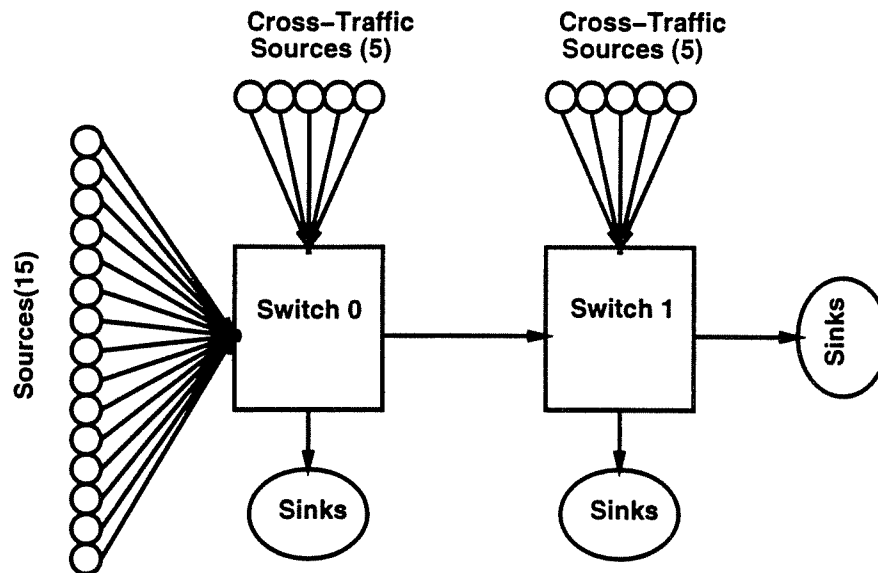 Cross-Traffic
Sources (5)
Cross-Traffic
Sources (5)
Sources(15)
Switch 0
Switch 1
Sinks
Sinks
Sinks